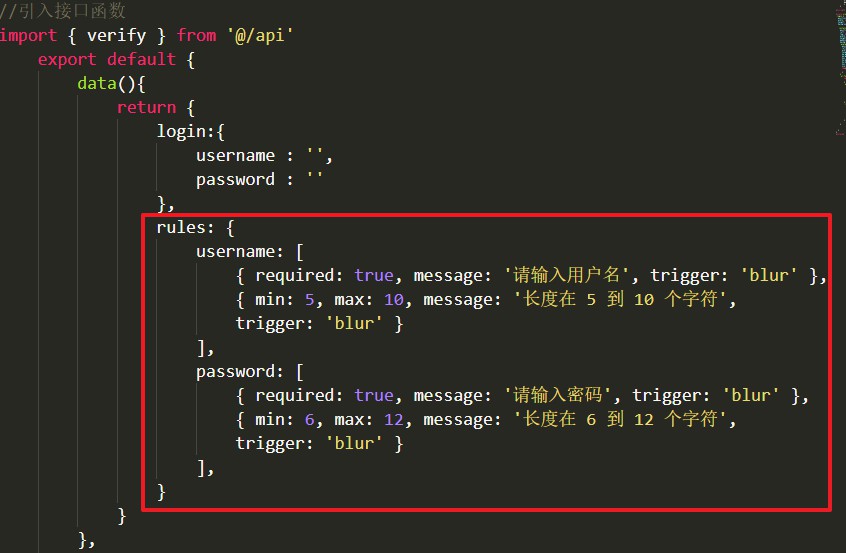 //引入接口函数
import { verify } from '@/api'
export default {
data(){
return {
login:{
username : '',
password : ''
},
rules: {
username: [
{ required: true, message: '请输入用户名', trigger: 'blur' },
{ min: 5, max: 10, message: '长度在 5 到 10 个字符',
trigger: 'blur' }
],
password: [
{ required: true, message: '请输入密码', trigger: 'blur' },
{ min: 6, max: 12, message: '长度在 6 到 12 个字符',
trigger: 'blur' }
],
}
}
},